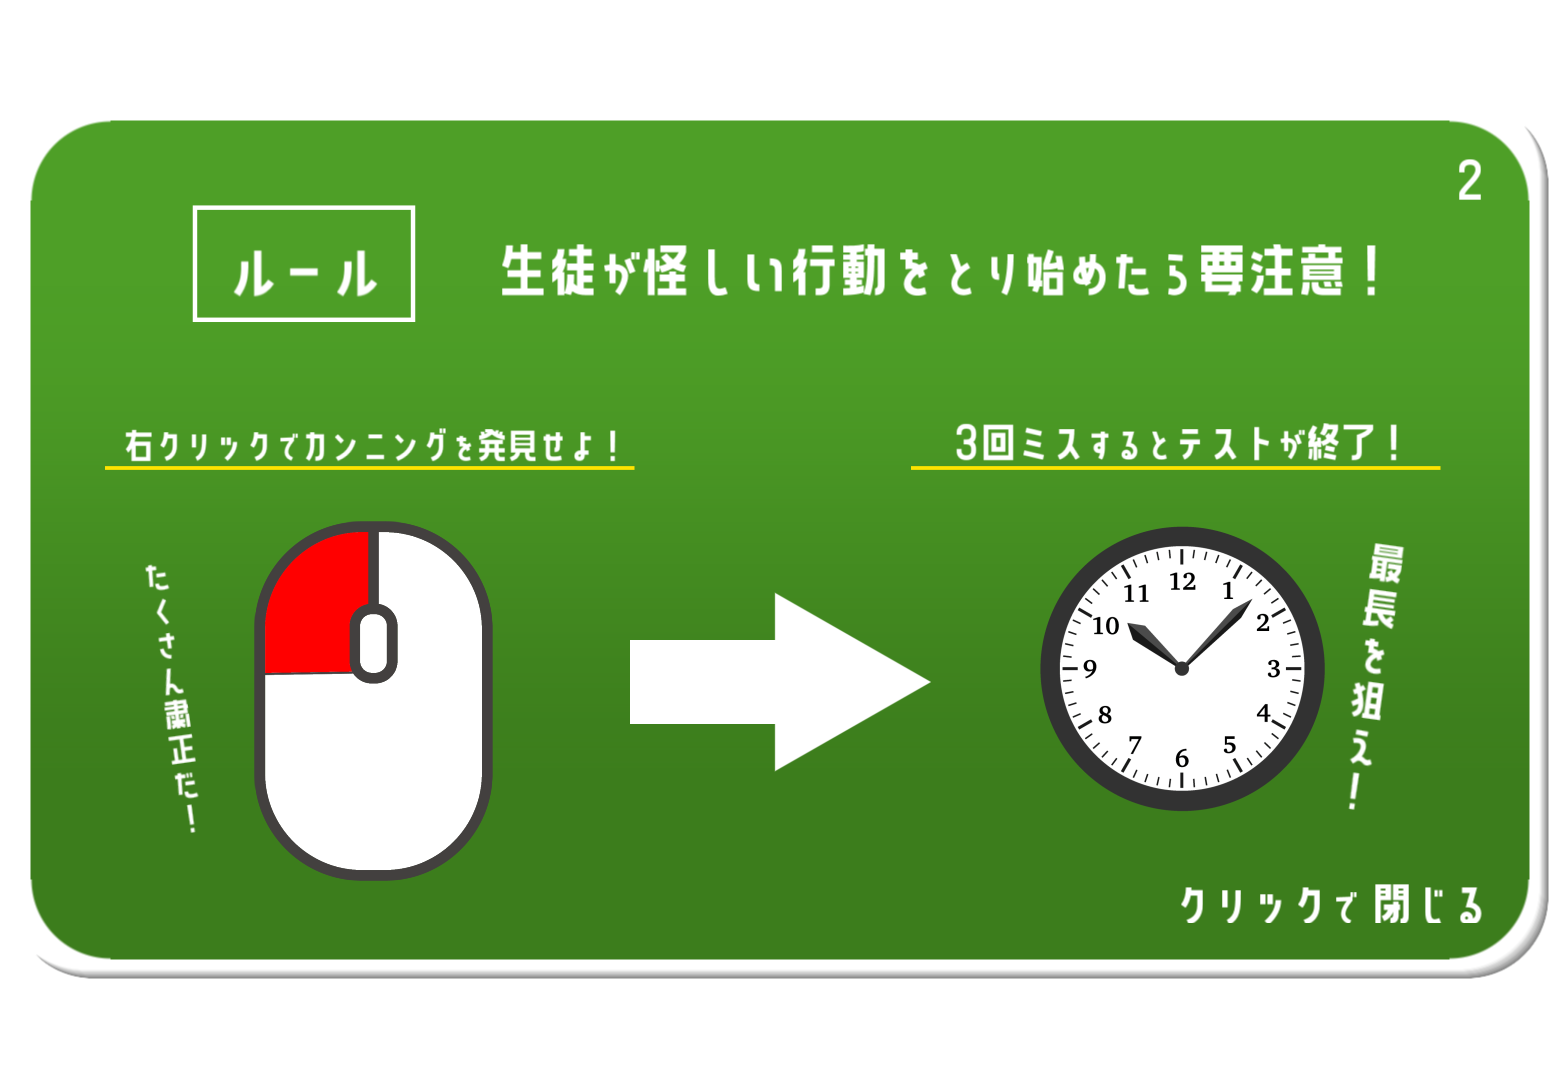 2
ルール
生徒が怪しい行動をとり始めたら要注意！
右クリックでカンニングを発見せよ！
3回ミスするとテストが終了！
たくさん粛正だ！
12
1
2
3
4
5
6
7
8
9
10
11
最長を狙え！
クリックで閉じる